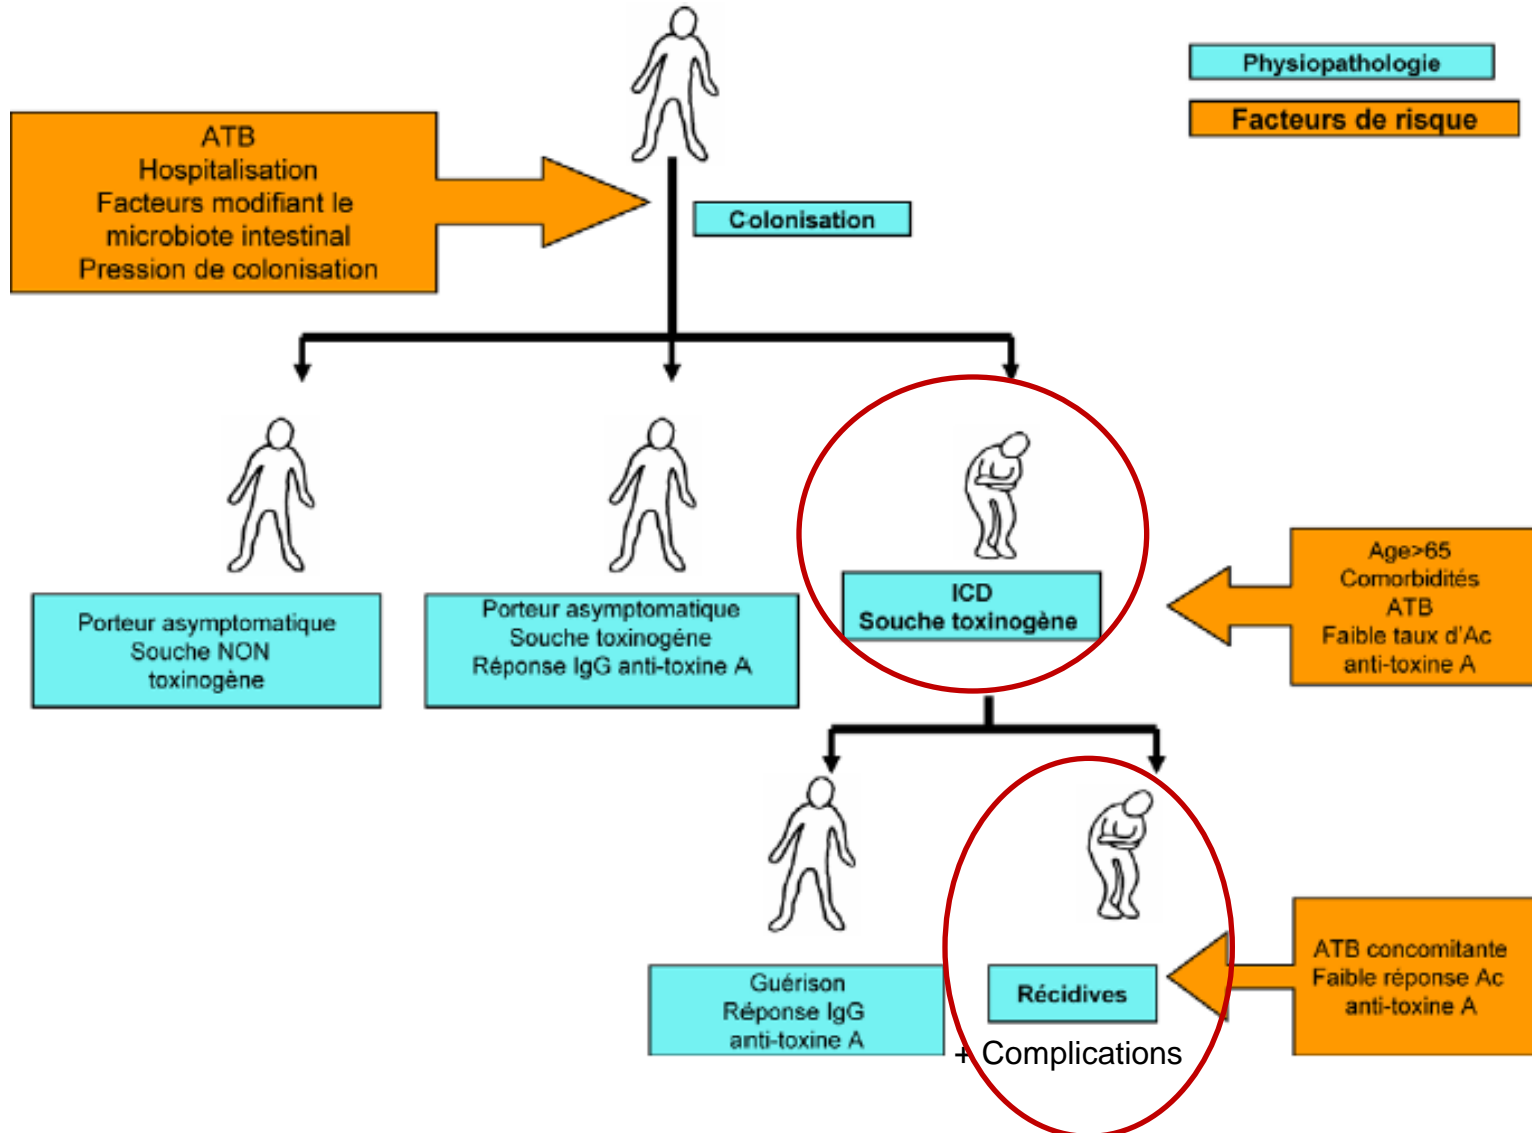 Physiopathologie
Facteurs de risque
ATB
Hospitalisation
Facteurs modifiant le
microbiote intestinal
Pression de colonisation
Colonisation
Porteur asymptomatique
Souche NON
toxinogène
Porteur asymptomatique
Souche toxinogène
Réponse IgG anti-toxine A
ICD
Souche toxinogène
Age>65
Comorbidités
ATB
Faible taux d'Ac
anti-toxine A
Guérison
Réponse IgG
anti-toxine A
Récidives
+ Complications
ATB concomitante
Faible réponse Ac
anti-toxine A